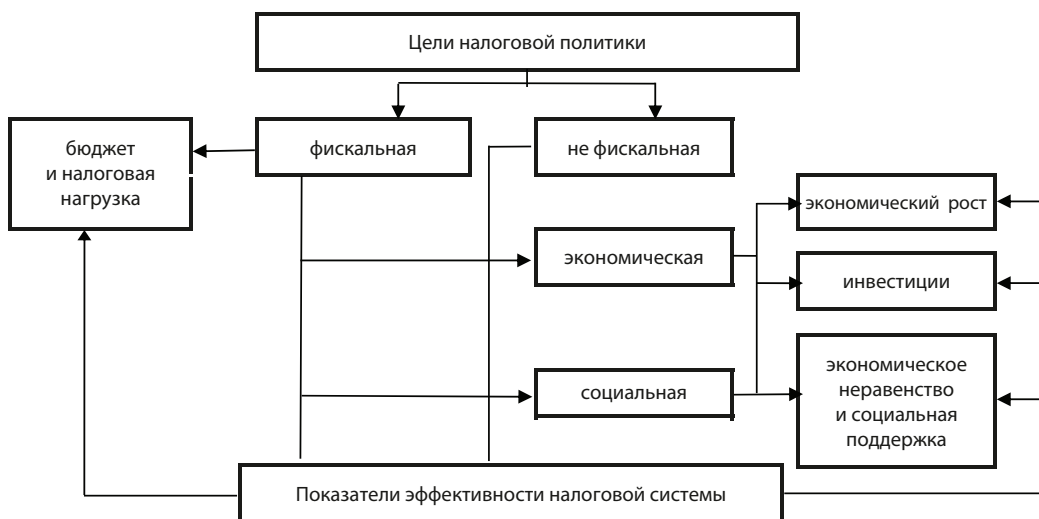 Цели налоговой политики
бюджет
и налоговая
нагрузка
фискальная
не фискальная
экономический рост
экономическая
инвестиции
социальная
экономическое
неравенство
и социальная
поддержка
Показатели эффективности налоговой системы